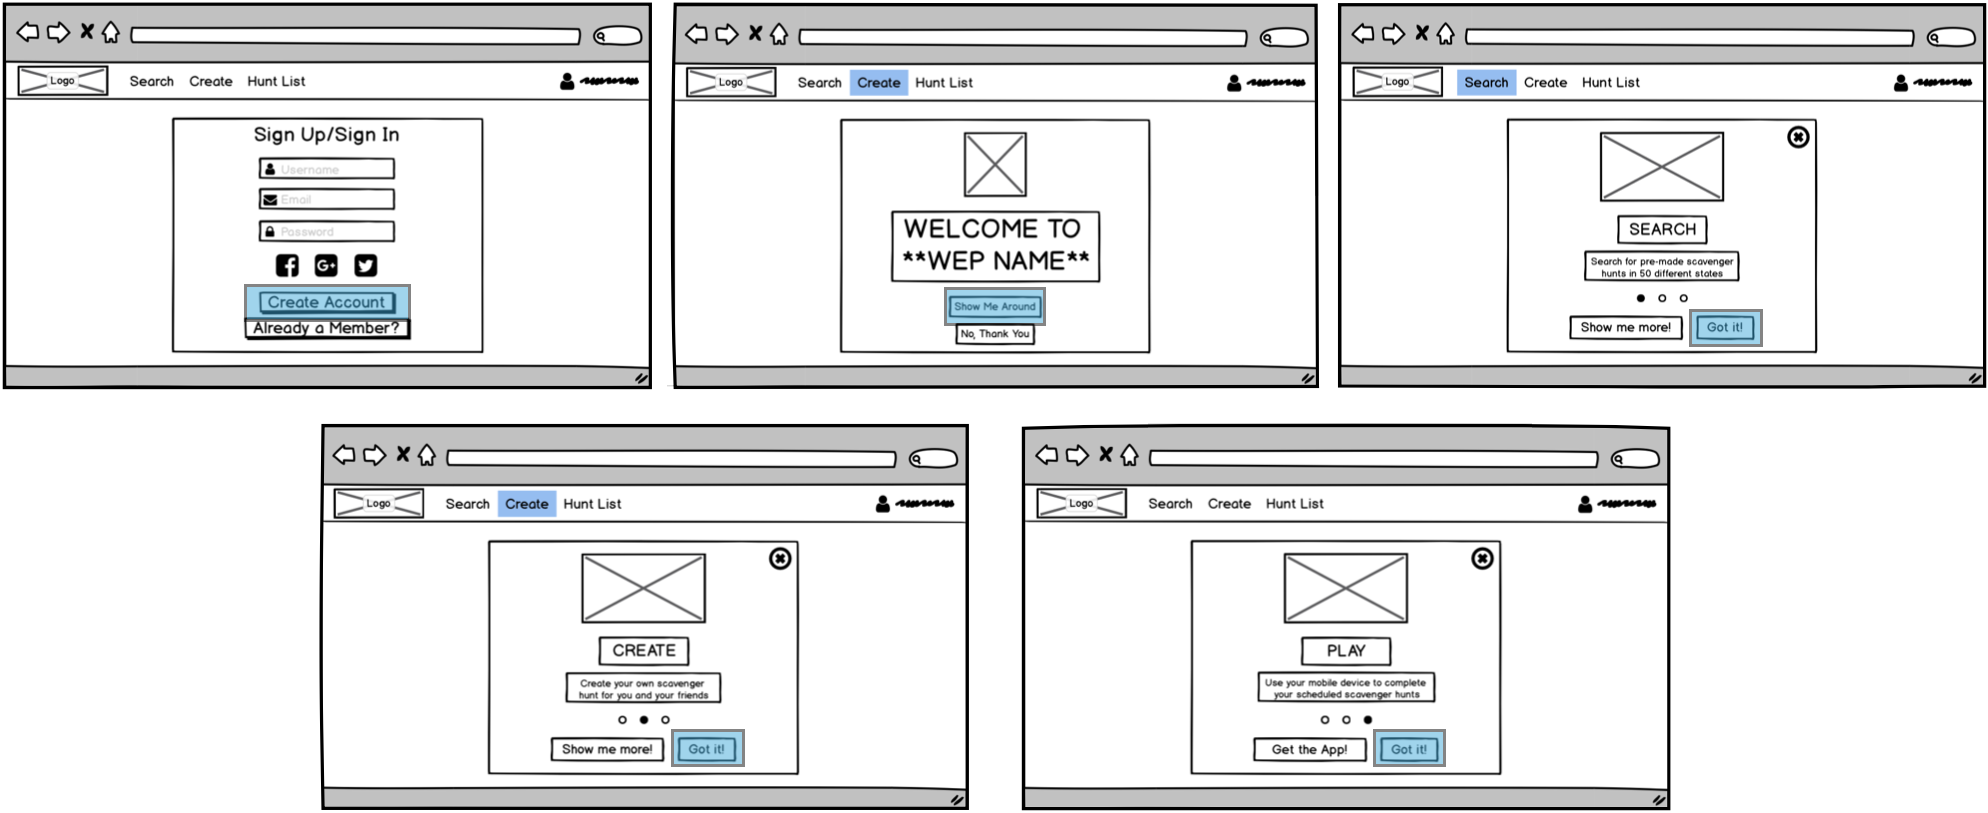 Logo Search Create Hunt List
Sign Up/Sign In
Username
Email
Password
Create Account
Already a Member?
Logo Search Create Hunt List
WELCOME TO
**WEP NAME**
Show Me Around
No, Thank You
Logo Search Create Hunt List
SEARCH
Search for pre-made scavenger
hunts in 50 different states
Show me more! Got it!
Logo Search Create Hunt List
CREATE
Create your own scavenger
hunt for you and your friends
Show me more! Got it!
Logo Search Create Hunt List
PLAY
Use your mobile device to complete
your scheduled scavenger hunts
Get the App! Got it!